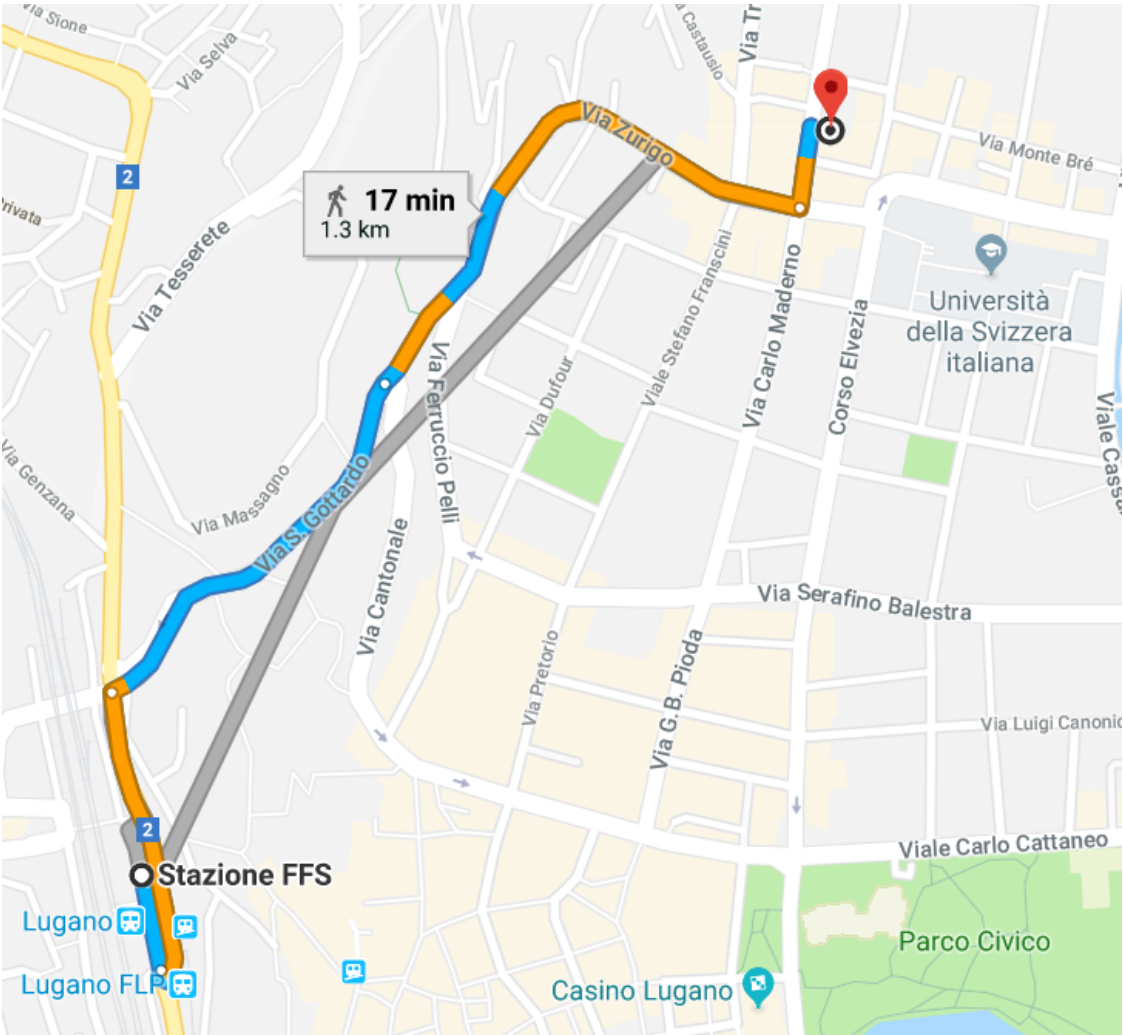 Via Sione
Via Selva
a Castausio
Via Tr
Via Zurigo
Via Monte Bré
2
17 min
1.3 km
Privata
Via Tesserete
Viale Stefano Franscini
Via Carlo Maderno
Corso Elvezia
Università
della Svizzera
italiana
Via Ferruccio Pelli
Via Dufour
Viale Cassa
Via Genzana
Via Massagno
Via S. Gottardo
Via Cantonale
Via Serafino Balestra
Via Pretorio
Via G.B. Pioda
Via Luigi Canonic
2
Viale Carlo Cattaneo
Stazione FFS
Lugano
Parco Civico
Lugano FLP
Casino Lugano